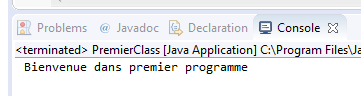 Problems @ Javadoc Declaration Console
<terminated> PremierClass [Java Application] C:\Program Files\Ja
Bienvenue dans premier programme